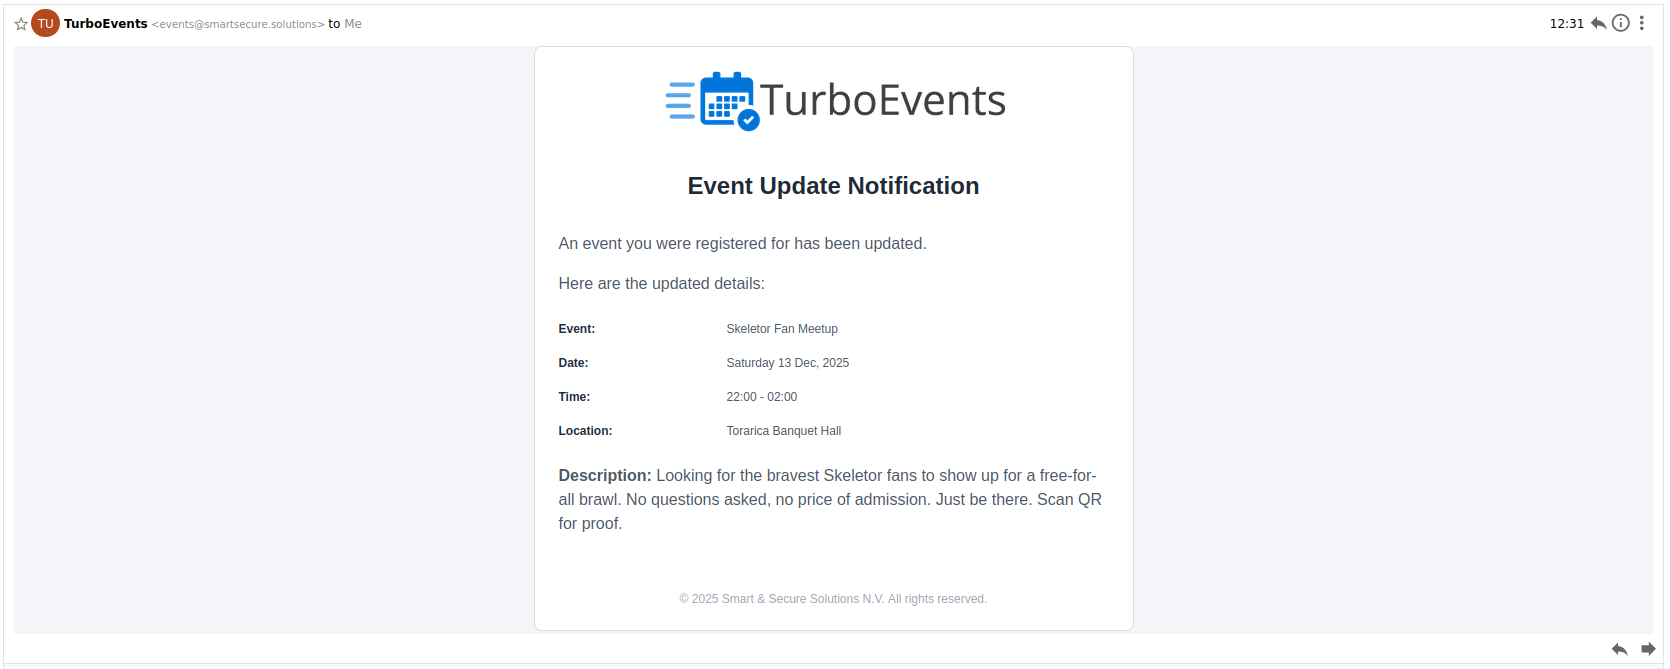 TU TurboEvents <events@smartsecure.solutions> to Me 12:31
TurboEvents
Event Update Notification
An event you were registered for has been updated.
Here are the updated details:
Event: Skeletor Fan Meetup
Date: Saturday 13 Dec, 2025
Time: 22:00 - 02:00
Location: Torarica Banquet Hall
Description: Looking for the bravest Skeletor fans to show up for a free-for-
all brawl. No questions asked, no price of admission. Just be there. Scan QR
for proof.
© 2025 Smart & Secure Solutions N.V. All rights reserved.